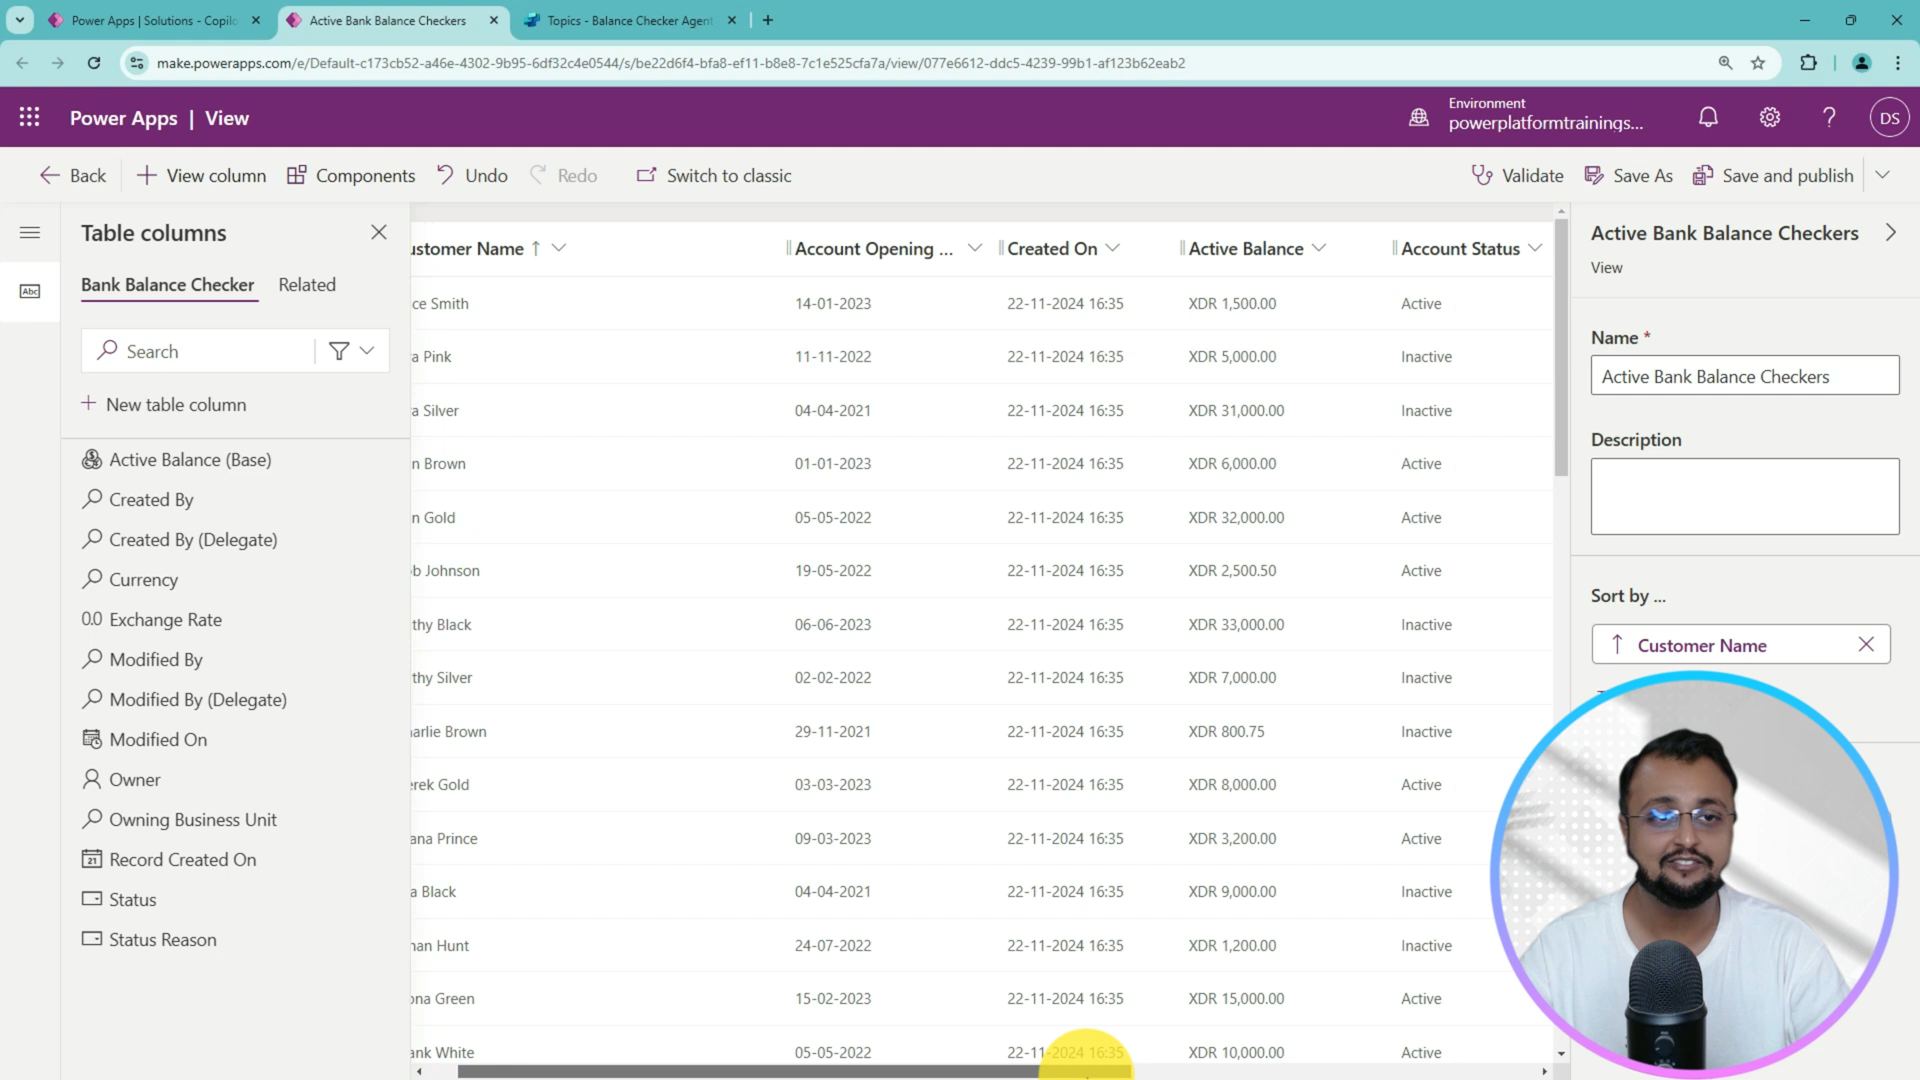 Power Apps | Solutions - Copilo
Active Bank Balance Checkers
Topics - Balance Checker Agent
make.powerapps.com/e/Default-c173cb52-a46e-4302-9b95-6df32c4e0544/s/be22d6f4-bfa8-ef11-b8e8-7c1e525cfa7a/view/077e6612-ddc5-4239-99b1-af123b62eab2
Power Apps | View
Environment
powerplatformtrainings...
DS
Back
View column
Components
Undo
Redo
Switch to classic
Validate
Save As
Save and publish
Table columns
Bank Balance Checker
Related
Abc
Search
New table column
Active Balance (Base)
Created By
Created By (Delegate)
Currency
0.0 Exchange Rate
Modified By
Modified By (Delegate)
Modified On
Owner
Owning Business Unit
21 Record Created On
Status
Status Reason
ustomer Name ↑ Account Opening ... Created On Active Balance Account Status
ce Smith 14-01-2023 22-11-2024 16:35 XDR 1,500.00 Active
a Pink 11-11-2022 22-11-2024 16:35 XDR 5,000.00 Inactive
a Silver 04-04-2021 22-11-2024 16:35 XDR 31,000.00 Inactive
n Brown 01-01-2023 22-11-2024 16:35 XDR 6,000.00 Active
n Gold 05-05-2022 22-11-2024 16:35 XDR 32,000.00 Active
b Johnson 19-05-2022 22-11-2024 16:35 XDR 2,500.50 Active
thy Black 06-06-2023 22-11-2024 16:35 XDR 33,000.00 Inactive
thy Silver 02-02-2022 22-11-2024 16:35 XDR 7,000.00 Inactive
arlie Brown 29-11-2021 22-11-2024 16:35 XDR 800.75 Inactive
erek Gold 03-03-2023 22-11-2024 16:35 XDR 8,000.00 Active
ana Prince 09-03-2023 22-11-2024 16:35 XDR 3,200.00 Active
a Black 04-04-2021 22-11-2024 16:35 XDR 9,000.00 Inactive
han Hunt 24-07-2022 22-11-2024 16:35 XDR 1,200.00 Inactive
ona Green 15-02-2023 22-11-2024 16:35 XDR 15,000.00 Active
ank White 05-05-2022 22-11-2024 16:35 XDR 10,000.00 Active
Active Bank Balance Checkers
View
Name *
Active Bank Balance Checkers
Description
Sort by ...
↑ Customer Name